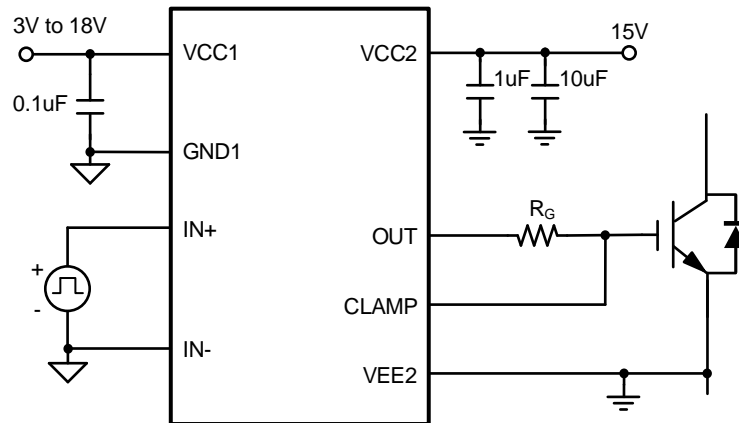 3V to 18V
15V
VCC1
VCC2
0.1uF
1uF
10uF
GND1
IN+
OUT
RG
+
-
CLAMP
IN-
VEE2